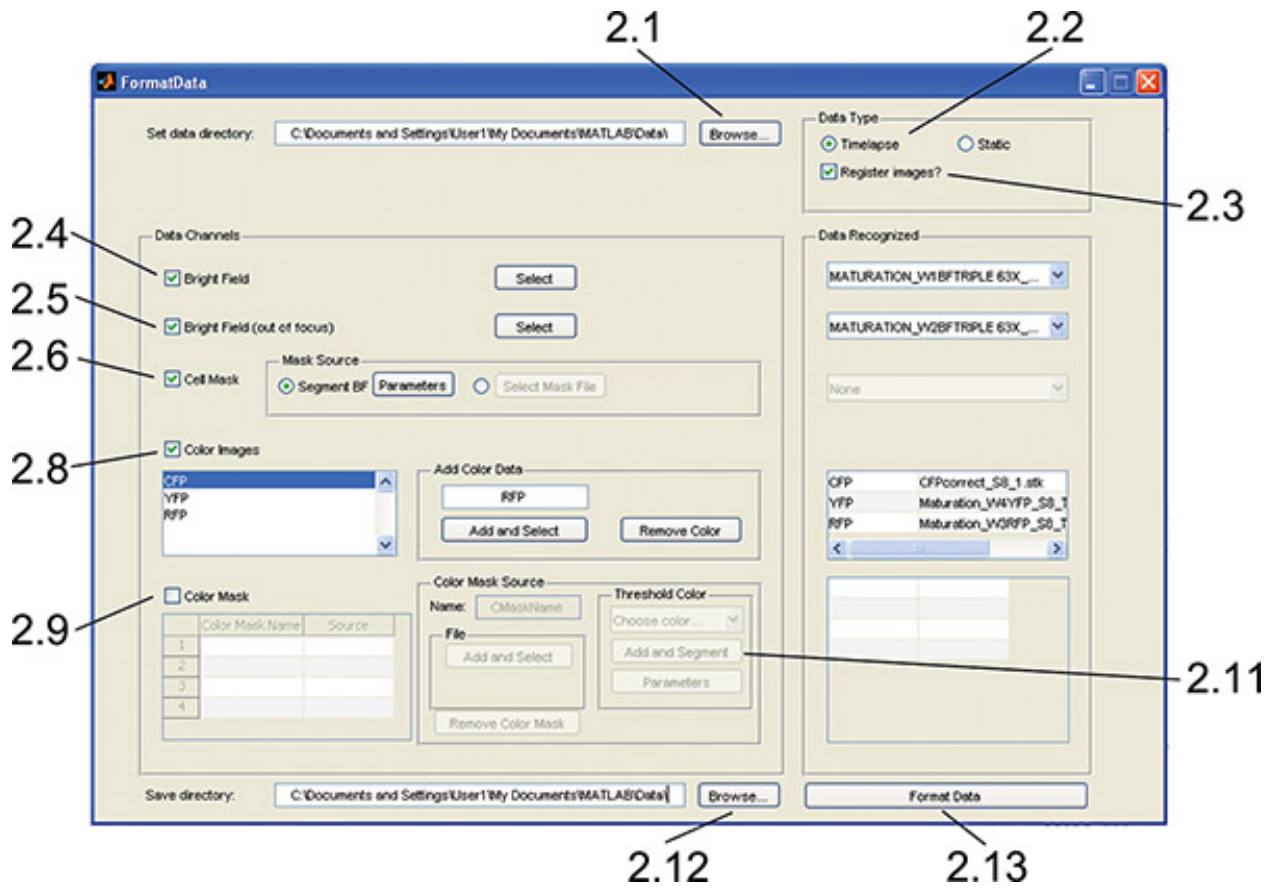 2.1
2.2
FormatData
Set data directory: C:\Documents and Settings\User1\My Documents\MATLAB\Data\ Browse...
Data Type
Timelapse Static
Register images?
2.3
2.4
Data Channels
Data Recognized
Bright Field Select
MATURATION_W1BFTRIPLE 63X_...
2.5
Bright Field (out of focus) Select
MATURATION_W2BFTRIPLE 63X_...
2.6
Cell Mask
Mask Source
Segment BF Parameters Select Mask File
None
2.8
Color Images
CFP
YFP
RFP
Add Color Data
RFP
Add and Select Remove Color
CFP CFPcorrect_S8_1.stk
YFP Maturation_W4YFP_S8_T
RFP Maturation_W3RFP_S8_T
2.9
Color Mask
Color Mask Name Source
1
2
3
4
Color Mask Source
Name: CMaskName
File
Add and Select
Remove Color Mask
Threshold Color
Choose color...
Add and Segment
Parameters
2.11
Save directory: C:\Documents and Settings\User1\My Documents\MATLAB\Data\ Browse...
Format Data
2.12
2.13